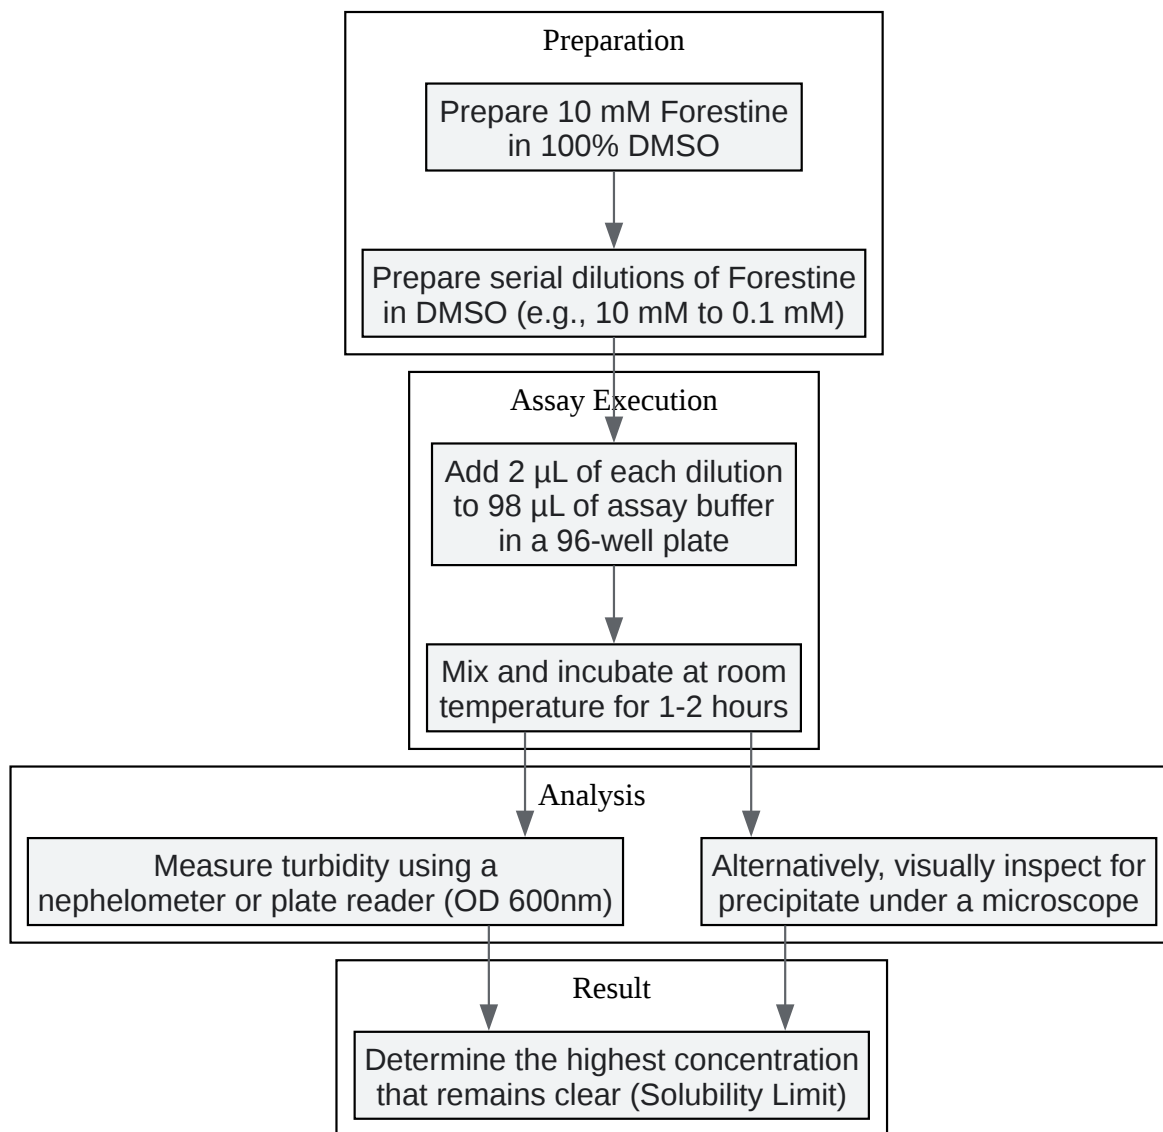 Preparation
Prepare 10 mM Forestine
in 100% DMSO
Prepare serial dilutions of Forestine
in DMSO (e.g., 10 mM to 0.1 mM)
Assay Execution
Add 2 µL of each dilution
to 98 µL of assay buffer
in a 96-well plate
Mix and incubate at room
temperature for 1-2 hours
Analysis
Measure turbidity using a
nephelometer or plate reader (OD 600nm)
Alternatively, visually inspect for
precipitate under a microscope
Result
Determine the highest concentration
that remains clear (Solubility Limit)